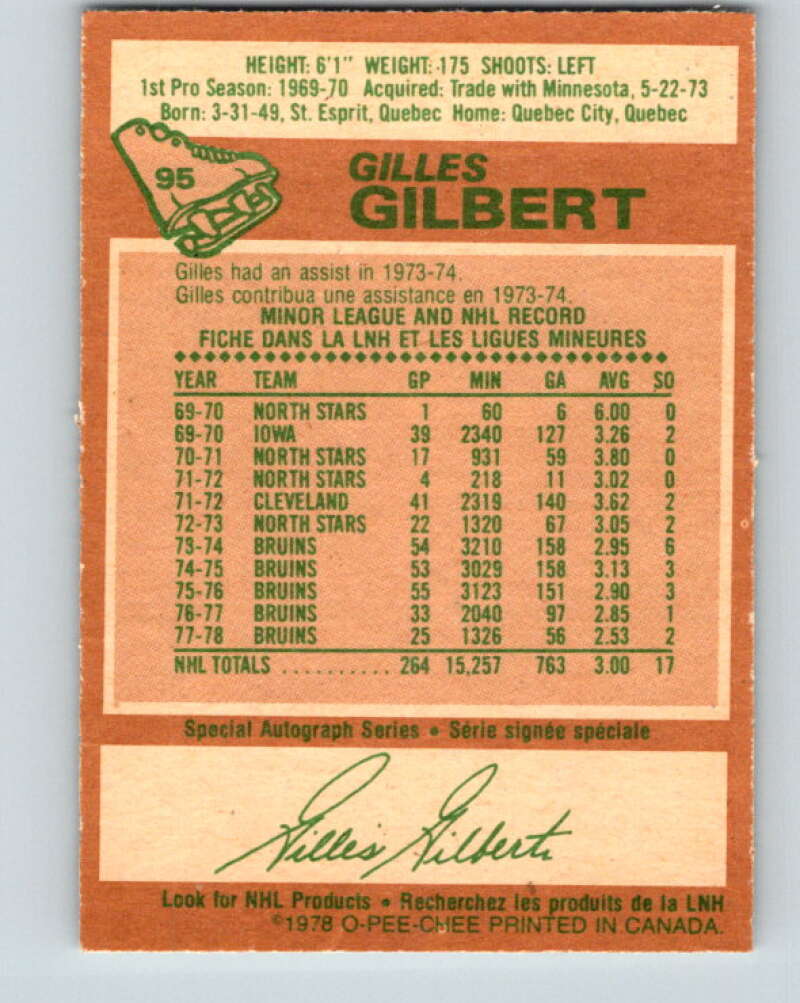 HEIGHT: 6'1" WEIGHT: 175 SHOOTS: LEFT
1st Pro Season: 1969-70 Acquired: Trade with Minnesota, 5-22-73
Born: 3-31-49, St. Esprit, Quebec Home: Quebec City, Quebec
95
GILLES
GILBERT
Gilles had an assist in 1973-74.
Gilles contribua une assistance en 1973-74.
MINOR LEAGUE AND NHL RECORD
FICHE DANS LA LNH ET LES LIGUES MINEURES
YEAR TEAM GP MIN GA AVG SO
69-70 NORTH STARS 1 60 6 6.00 0
69-70 IOWA 39 2340 127 3.26 2
70-71 NORTH STARS 17 931 59 3.80 0
71-72 NORTH STARS 4 218 11 3.02 0
71-72 CLEVELAND 41 2319 140 3.62 2
72-73 NORTH STARS 22 1320 67 3.05 2
73-74 BRUINS 54 3210 158 2.95 6
74-75 BRUINS 53 3029 158 3.13 3
75-76 BRUINS 55 3123 151 2.90 3
76-77 BRUINS 33 2040 97 2.85 1
77-78 BRUINS 25 1326 56 2.53 2
NHL TOTALS .......... 264 15,257 763 3.00 17
Special Autograph Series • Série signée spéciale
Gilles Gilbert
Look for NHL Products • Recherchez les produits de la LNH
©1978 O-PEE-CHEE PRINTED IN CANADA.